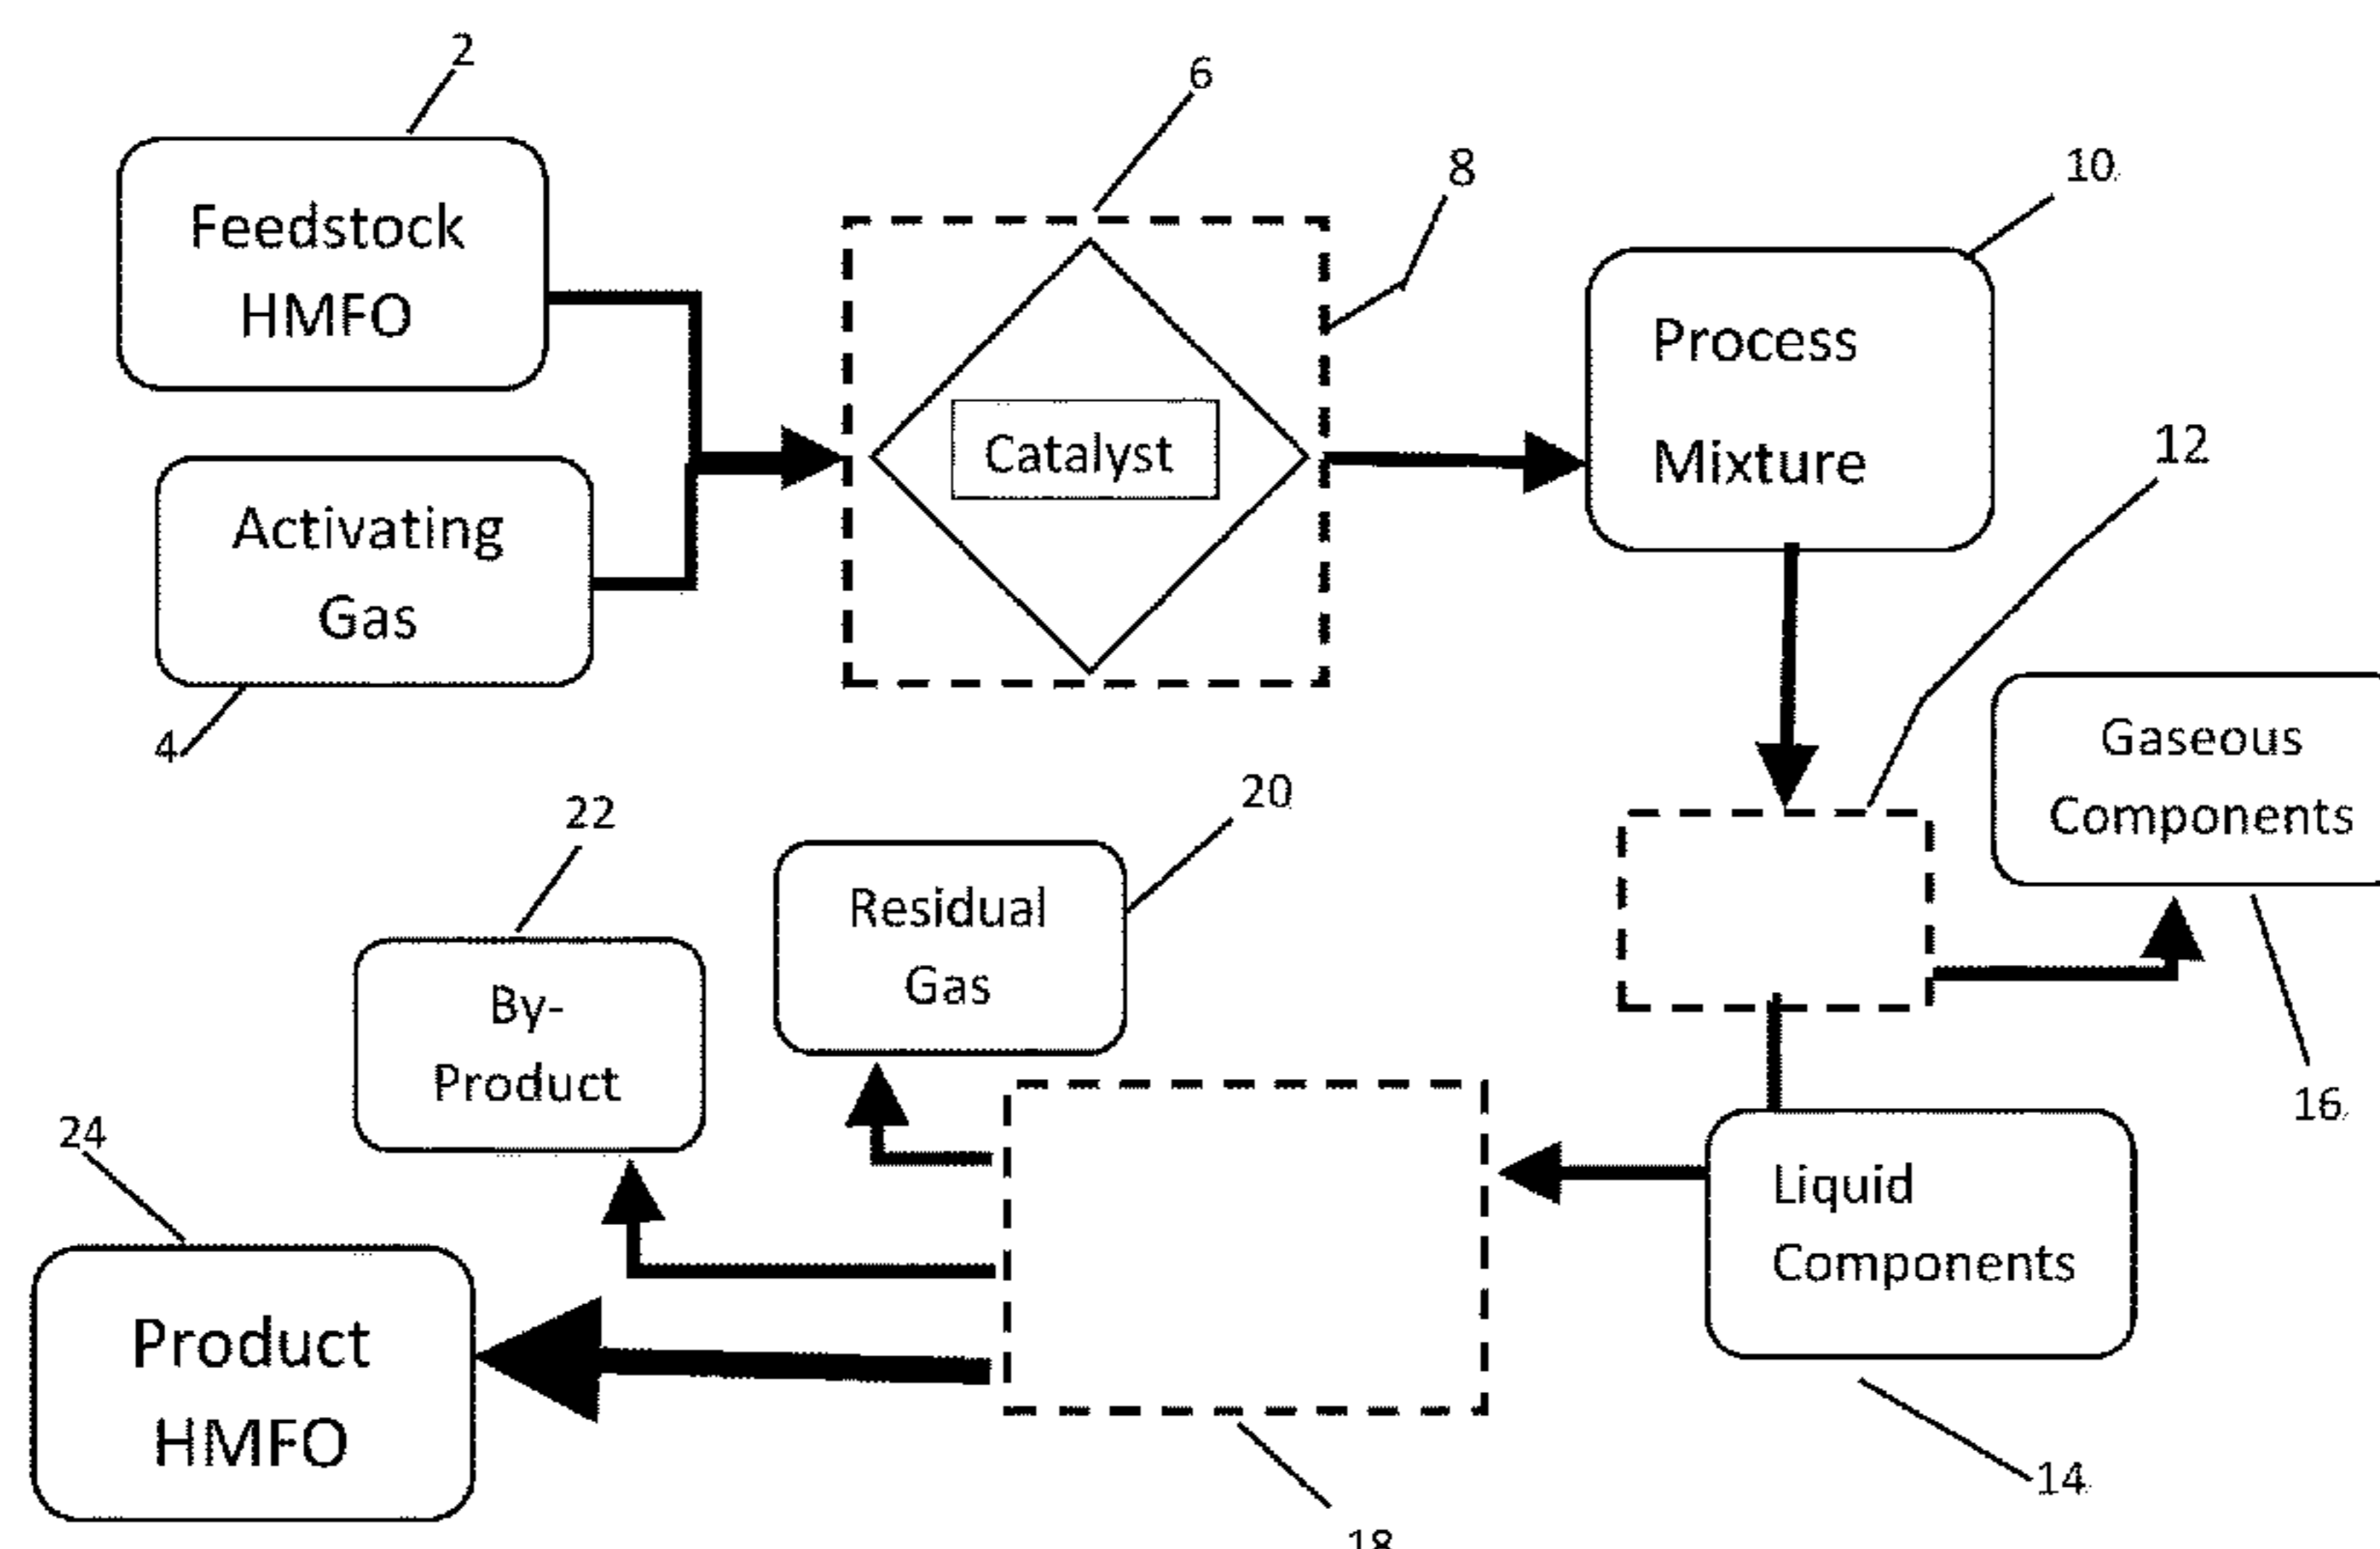 2
6
8
10
Feedstock
HMFO
Process
Mixture
Catalyst
12
Activating
Gas
4
Gaseous
Components
20
22
Residual
Gas
By-
Product
16
24
Liquid
Components
Product
HMFO
14
18